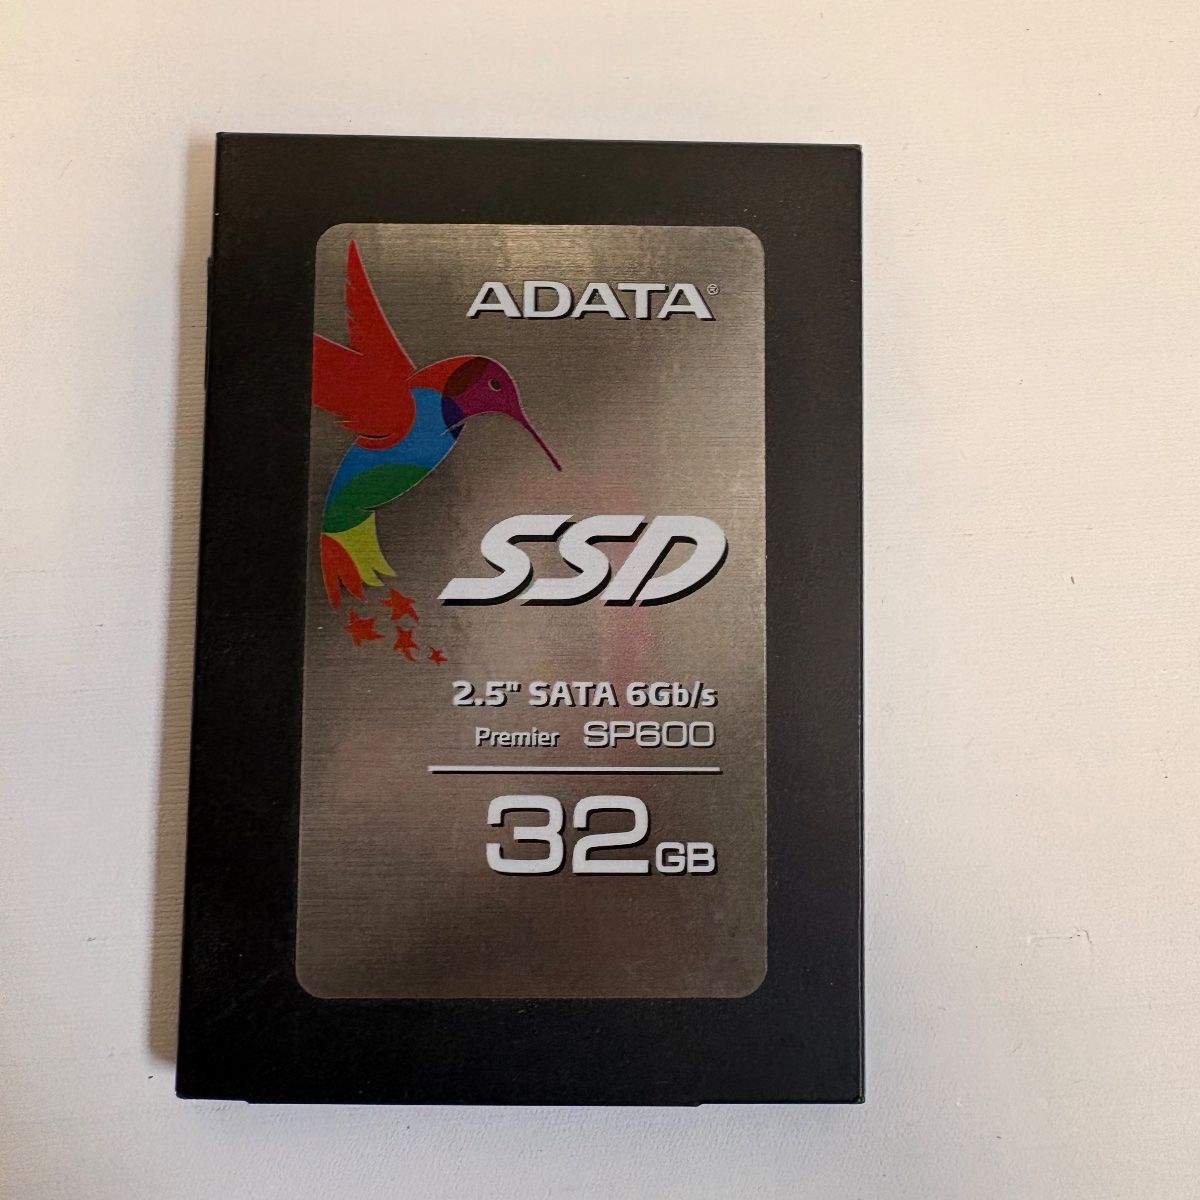 ADATA®
SSD
2.5" SATA 6Gb/s
Premier SP600
32GB